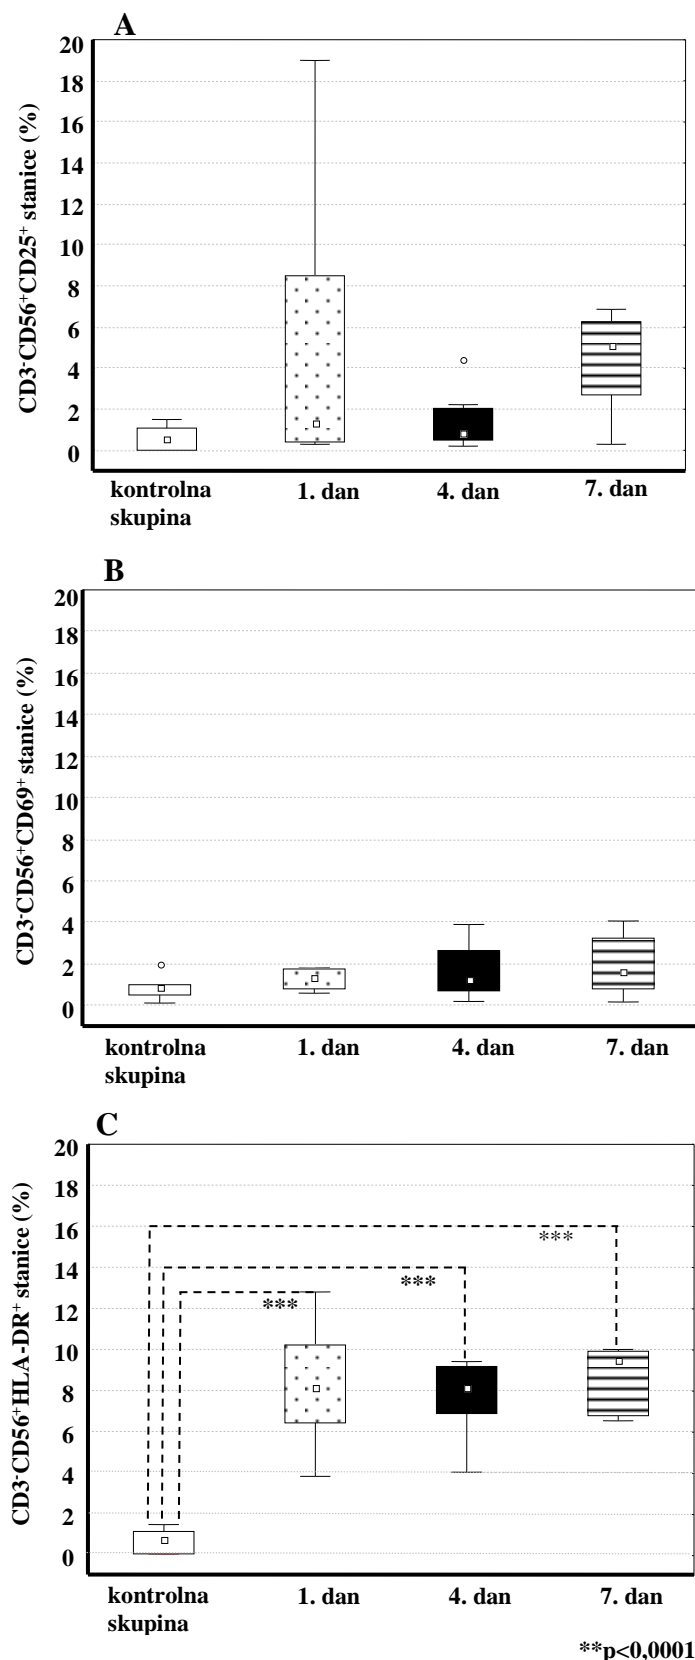 A
20
18
16
14
12
10
8
6
4
2
0
CD3⁻CD56⁺CD25⁺ stanice (%)
kontrolna skupina
1. dan
4. dan
7. dan
B
20
18
16
14
12
10
8
6
4
2
0
CD3⁻CD56⁺CD69⁺ stanice (%)
kontrolna skupina
1. dan
4. dan
7. dan
C
20
18
16
14
12
10
8
6
4
2
0
CD3⁻CD56⁺HLA-DR⁺ stanice (%)
***
***
***
kontrolna skupina
1. dan
4. dan
7. dan
**p<0,0001